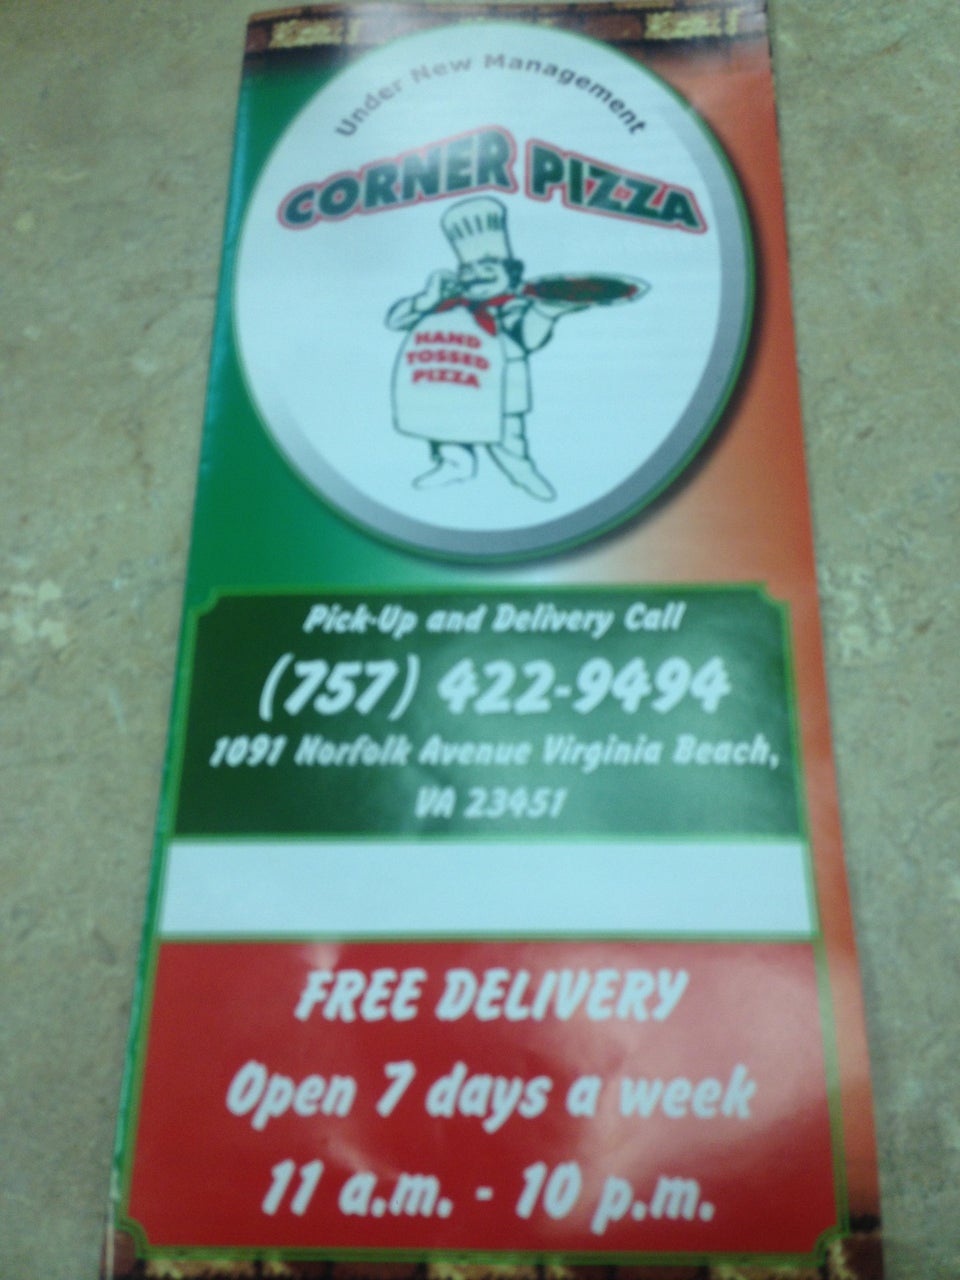 Under New Management
CORNER PIZZA
HAND
TOSSED
PIZZA
Pick-Up and Delivery Call
(757) 422-9494
1091 Norfolk Avenue Virginia Beach,
VA 23451
FREE DELIVERY
Open 7 days a week
11 a.m. - 10 p.m.